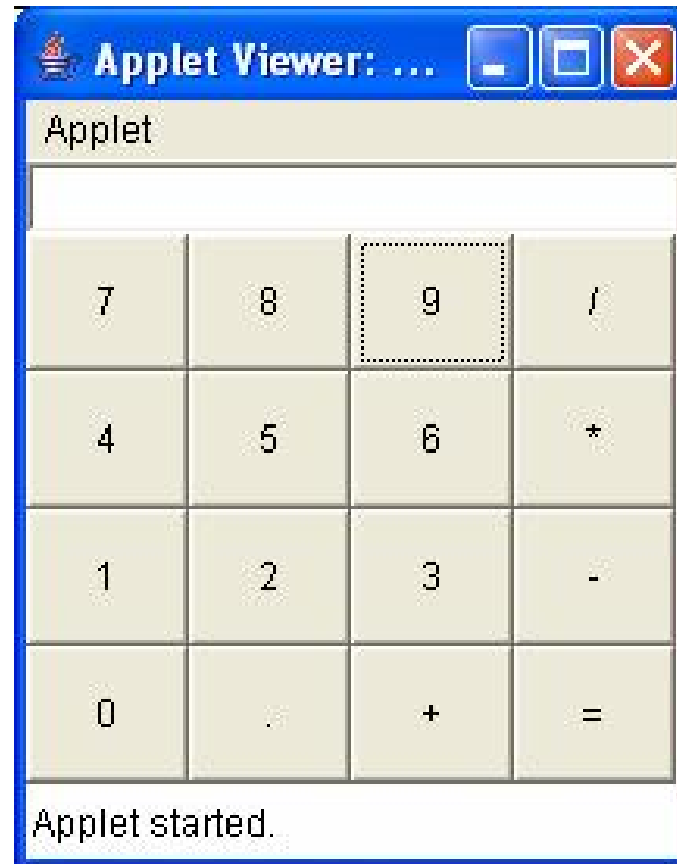 Applet Viewer: ...
Applet
7 8 9 /
4 5 6 *
1 2 3 -
0 . + =
Applet started.